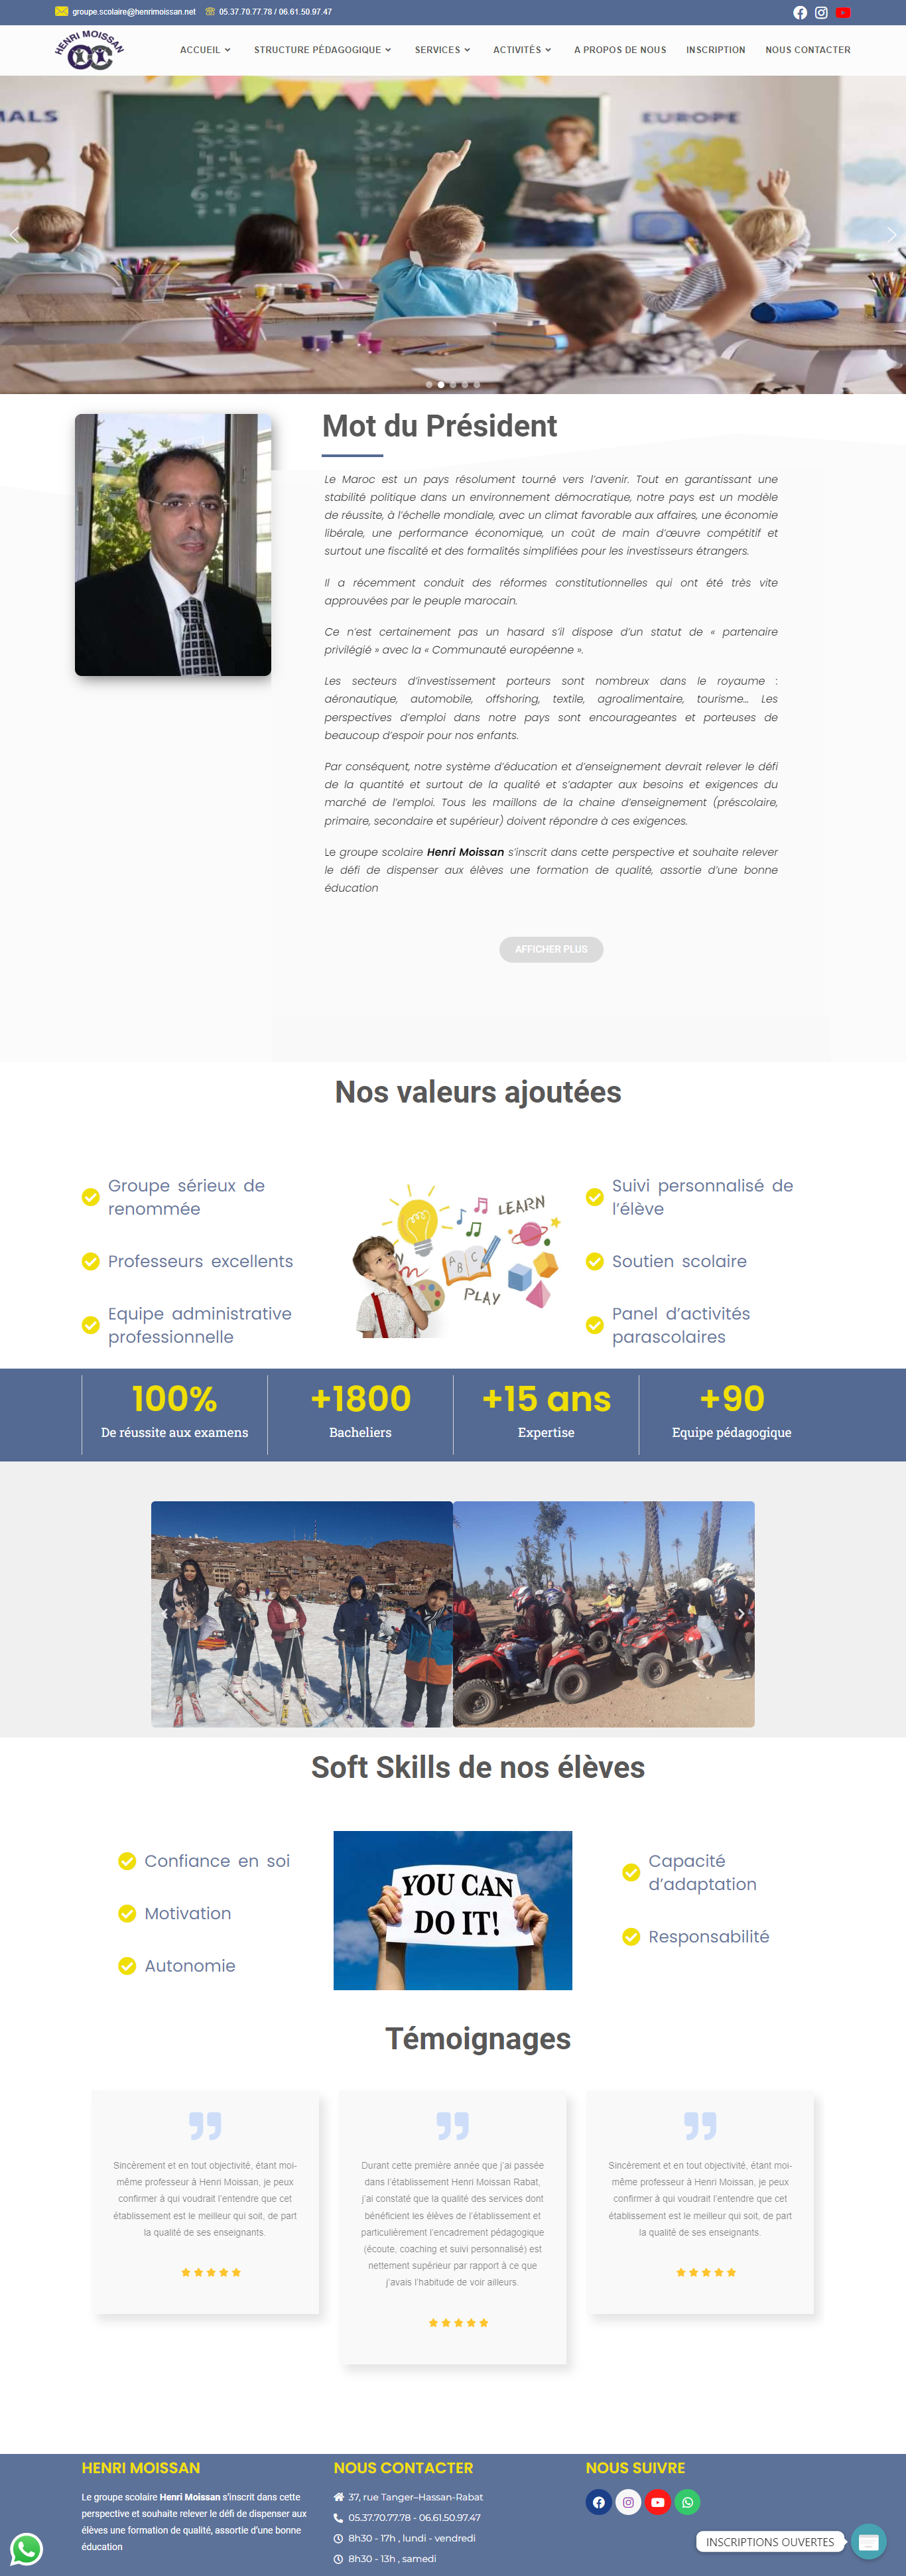 groupe.scolaire@henrimoissan.net 05.37.70.77.78 / 06.61.50.97.47
HENRI MOISSAN
ACCUEIL STRUCTURE PÉDAGOGIQUE SERVICES ACTIVITÉS A PROPOS DE NOUS INSCRIPTION NOUS CONTACTER
MALS
EUROPE
Mot du Président
Le Maroc est un pays résolument tourné vers l’avenir. Tout en garantissant une
stabilité politique dans un environnement démocratique, notre pays est un modèle
de réussite, à l’échelle mondiale, avec un climat favorable aux affaires, une économie
libérale, une performance économique, un coût de main d’œuvre compétitif et
surtout une fiscalité et des formalités simplifiées pour les investisseurs étrangers.
Il a récemment conduit des réformes constitutionnelles qui ont été très vite
approuvées par le peuple marocain.
Ce n’est certainement pas un hasard s’il dispose d’un statut de « partenaire
privilégié » avec la « Communauté européenne ».
Les secteurs d’investissement porteurs sont nombreux dans le royaume :
aéronautique, automobile, offshoring, textile, agroalimentaire, tourisme… Les
perspectives d’emploi dans notre pays sont encourageantes et porteuses de
beaucoup d’espoir pour nos enfants.
Par conséquent, notre système d’éducation et d’enseignement devrait relever le défi
de la quantité et surtout de la qualité et s’adapter aux besoins et exigences du
marché de l’emploi. Tous les maillons de la chaine d’enseignement (préscolaire,
primaire, secondaire et supérieur) doivent répondre à ces exigences.
Le groupe scolaire Henri Moissan s’inscrit dans cette perspective et souhaite relever
le défi de dispenser aux élèves une formation de qualité, assortie d’une bonne
éducation
AFFICHER PLUS
Nos valeurs ajoutées
Groupe sérieux de
renommée
Professeurs excellents
Equipe administrative
professionnelle
LEARN
ABC
PLAY
Suivi personnalisé de
l’élève
Soutien scolaire
Panel d’activités
parascolaires
100% +1800 +15 ans +90
De réussite aux examens Bacheliers Expertise Equipe pédagogique
Soft Skills de nos élèves
Confiance en soi
Motivation
Autonomie
YOU CAN
DO IT!
Capacité
d’adaptation
Responsabilité
Témoignages
Sincèrement et en tout objectivité, étant moi-
même professeur à Henri Moissan, je peux
confirmer à qui voudrait l’entendre que cet
établissement est le meilleur qui soit, de part
la qualité de ses enseignants.
Durant cette première année que j’ai passée
dans l’établissement Henri Moissan Rabat,
j’ai constaté que la qualité des services dont
bénéficient les élèves de l’établissement et
particulièrement l’encadrement pédagogique
(écoute, coaching et suivi personnalisé) est
nettement supérieur par rapport à ce que
j’avais l’habitude de voir ailleurs.
Sincèrement et en tout objectivité, étant moi-
même professeur à Henri Moissan, je peux
confirmer à qui voudrait l’entendre que cet
établissement est le meilleur qui soit, de part
la qualité de ses enseignants.
HENRI MOISSAN
Le groupe scolaire Henri Moissan s’inscrit dans cette
perspective et souhaite relever le défi de dispenser aux
élèves une formation de qualité, assortie d’une bonne
éducation
NOUS CONTACTER
37, rue Tanger–Hassan-Rabat
05.37.70.77.78 - 06.61.50.97.47
8h30 - 17h , lundi - vendredi
8h30 - 13h , samedi
NOUS SUIVRE
INSCRIPTIONS OUVERTES